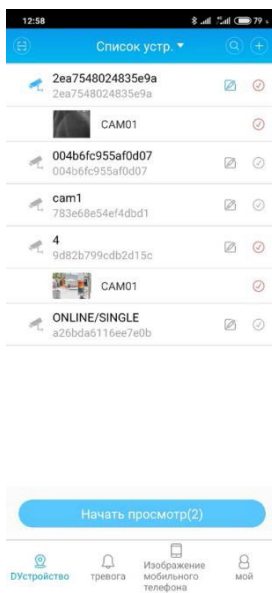 12:58 79
Список устр. ▼
2ea7548024835e9a
2ea7548024835e9a
CAM01
004b6fc955af0d07
004b6fc955af0d07
cam1
783e68e54ef4dbd1
4
9d82b799cdb2d15c
CAM01
ONLINE/SINGLE
a26bda6116ee7e0b
Начать просмотр(2)
DУстройство тревога Изображение мобильного телефона мой